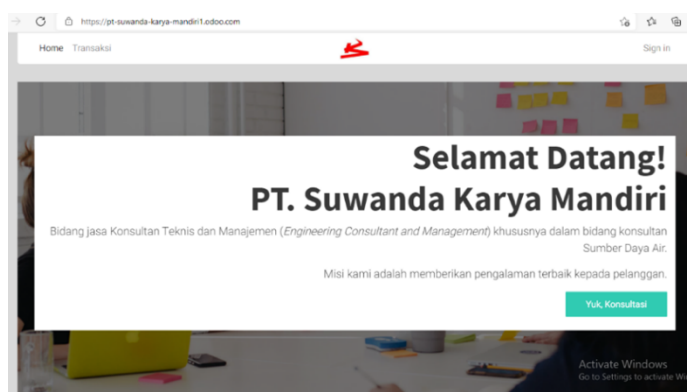 https://pt-suwanda-karya-mandiri1.odoo.com
Home Transaksi
Sign in
Selamat Datang!
PT. Suwanda Karya Mandiri
Bidang jasa Konsultan Teknis dan Manajemen (Engineering Consultant and Management) khususnya dalam bidang konsultan
Sumber Daya Air.
Misi kami adalah memberikan pengalaman terbaik kepada pelanggan.
Yuk, Konsultasi
Activate Windows
Go to Settings to activate Wi